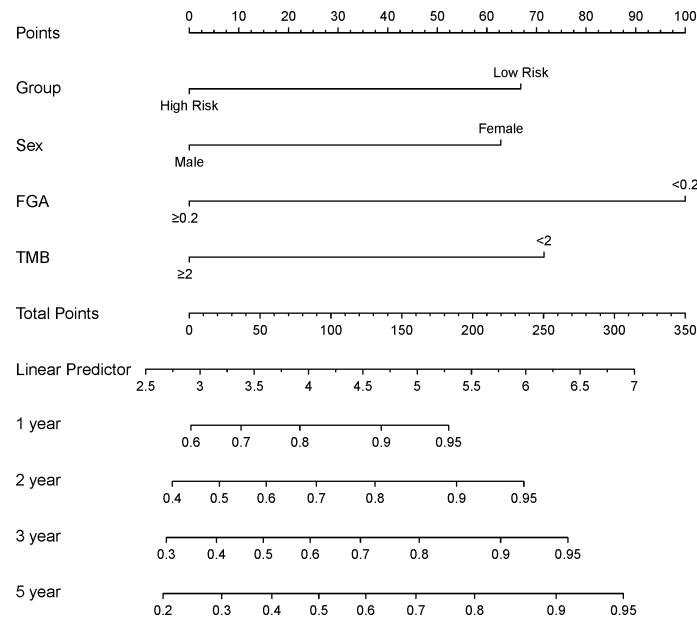 0 10 20 30 40 50 60 70 80 90 100
Points
Low Risk
Group
High Risk
Female
Sex
Male
<0.2
FGA
≥0.2
<2
TMB
≥2
Total Points
0 50 100 150 200 250 300 350
Linear Predictor
2.5 3 3.5 4 4.5 5 5.5 6 6.5 7
1 year
0.6 0.7 0.8 0.9 0.95
2 year
0.4 0.5 0.6 0.7 0.8 0.9 0.95
3 year
0.3 0.4 0.5 0.6 0.7 0.8 0.9 0.95
5 year
0.2 0.3 0.4 0.5 0.6 0.7 0.8 0.9 0.95